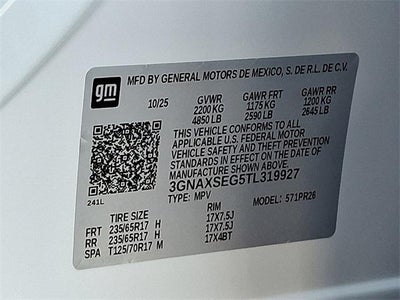 gm
MFD BY GENERAL MOTORS DE MEXICO, S. DE R.L. DE C.V.
10/25 GVWR GAWR FRT GAWR RR
2200 KG 1175 KG 1200 KG
4850 LB 2590 LB 2645 LB
THIS VEHICLE CONFORMS TO ALL
APPLICABLE U.S. FEDERAL MOTOR
VEHICLE SAFETY AND THEFT PREVENTION
STANDARDS IN EFFECT ON THE DATE OF
MANUFACTURE SHOWN ABOVE.
3GNAXSEG5TL319927
TYPE: MPV MODEL: 571PR26
241L
TIRE SIZE RIM
FRT 235/65R17 H 17X7.5J
RR 235/65R17 H 17X7.5J
SPA T125/70R17 M 17X4BT